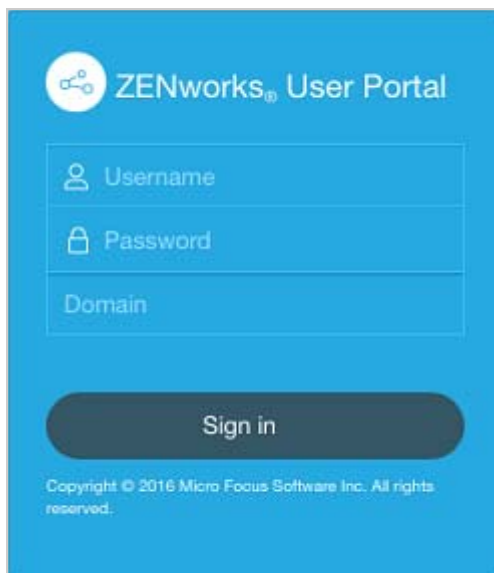 ZENworks® User Portal
Username
Password
Domain
Sign in
Copyright © 2016 Micro Focus Software Inc. All rights
reserved.